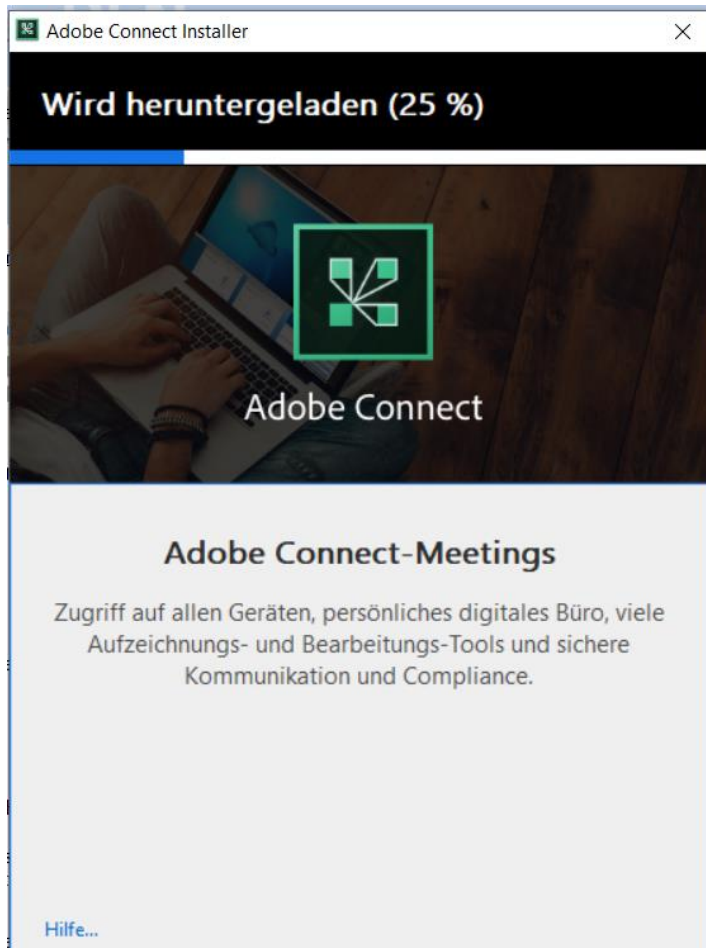 Adobe Connect Installer
Wird heruntergeladen (25 %)
Adobe Connect
Adobe Connect-Meetings
Zugriff auf allen Geräten, persönliches digitales Büro, viele
Aufzeichnungs- und Bearbeitungs-Tools und sichere
Kommunikation und Compliance.
Hilfe...